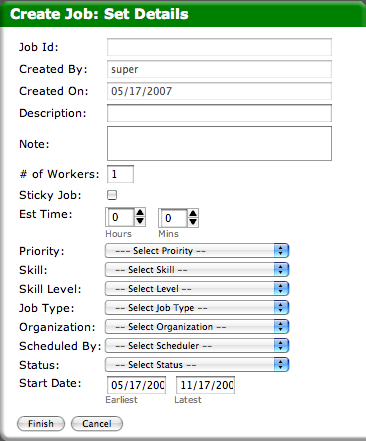 Create Job: Set Details
Job Id:
Created By: super
Created On: 05/17/2007
Description:
Note:
# of Workers: 1
Sticky Job:
Est Time: 0 0
Hours Mins
Priority: --- Select Proirity --
Skill: -- Select Skill --
Skill Level: -- Select Level --
Job Type: -- Select Job Type --
Organization: -- Select Organization --
Scheduled By: -- Select Scheduler --
Status: -- Select Status --
Start Date: 05/17/200 11/17/200
Earliest Latest
Finish Cancel